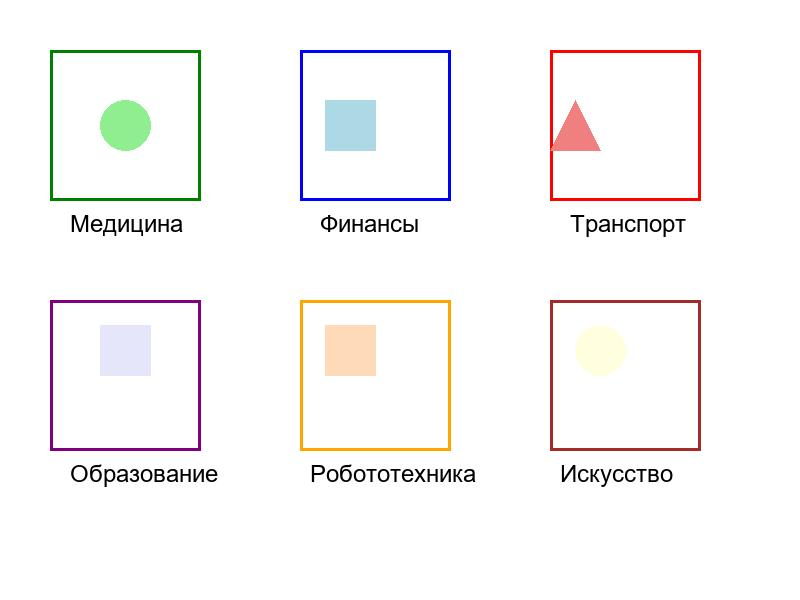 Медицина
Финансы
Транспорт
Образование
Робототехника
Искусство